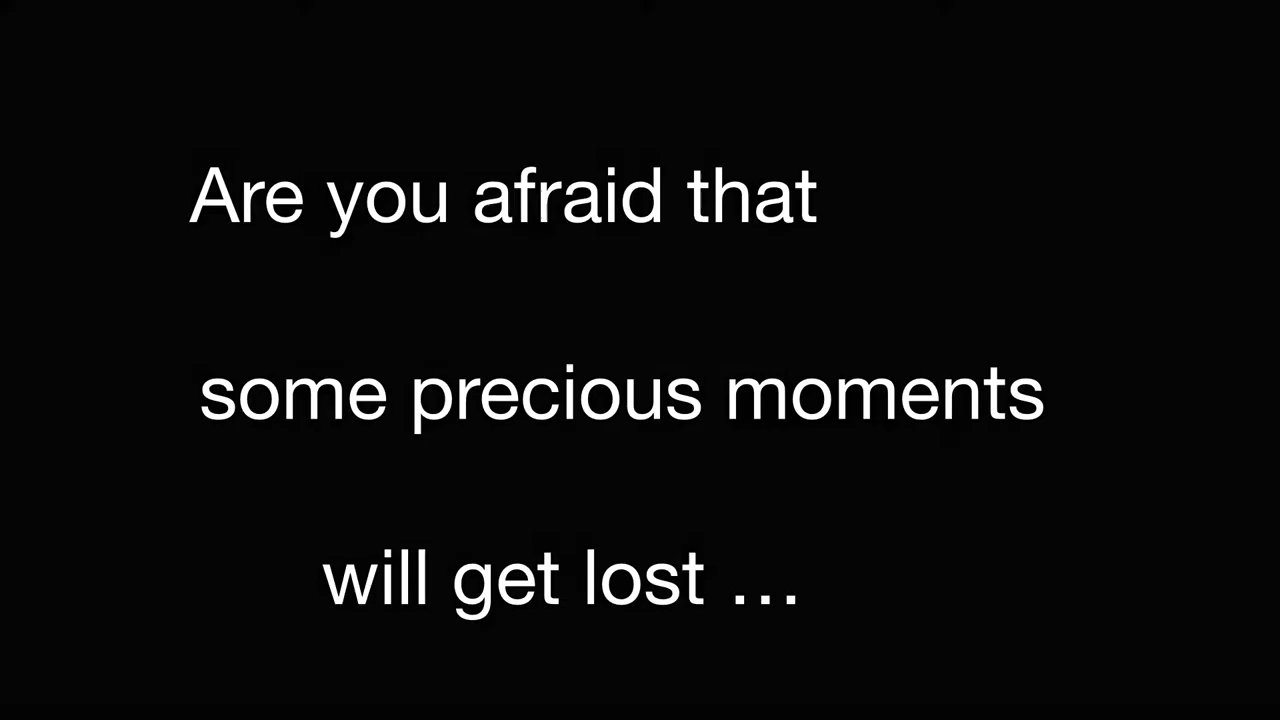 Are you afraid that
some precious moments
will get lost …